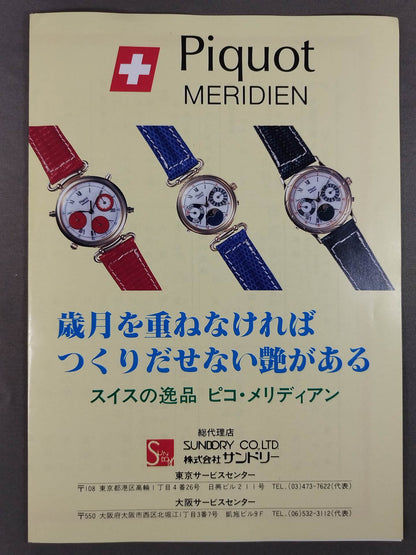 Piquot
MERIDIEN
歳月を重ねなければ
つくりだせない艶がある
スイスの逸品 ピコ・メリディアン
総代理店
SUNDORY CO.,LTD.
株式会社 サンドリー
東京サービスセンター
〒108 東京都港区高輪1丁目4番26号 日興ビル211号 TEL.(03)473-7622(代表)
大阪サービスセンター
〒550 大阪府大阪市西区北堀江1丁目3番7号 凱旋ビル9F TEL.(06)532-3112(代表)